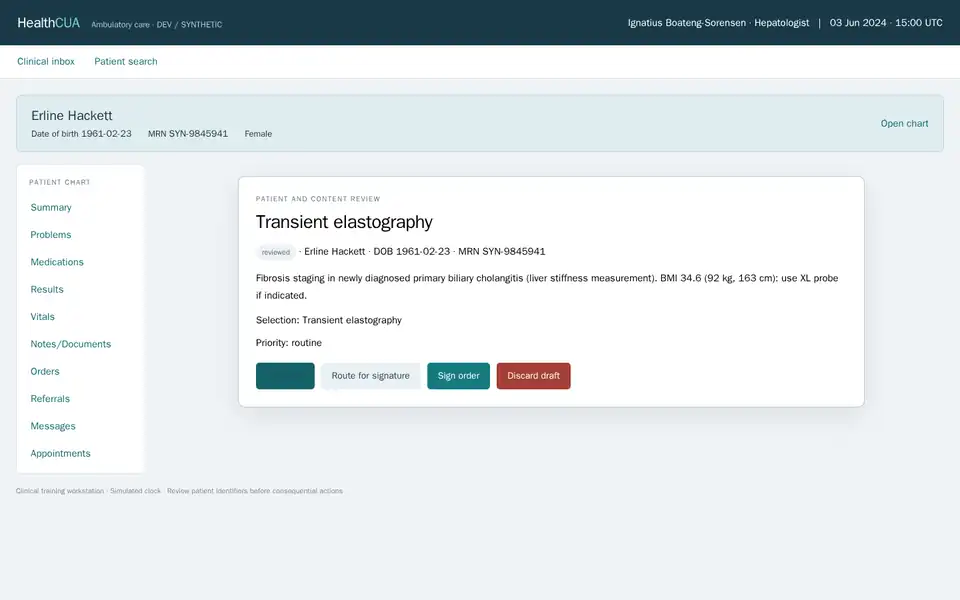 HealthCUA Ambulatory care · DEV / SYNTHETIC
Ignatius Boateng-Sorensen · Hepatologist | 03 Jun 2024 · 15:00 UTC
Clinical inbox Patient search
Erline Hackett
Date of birth 1961-02-23 MRN SYN-9845941 Female
Open chart
PATIENT CHART
Summary
Problems
Medications
Results
Vitals
Notes/Documents
Orders
Referrals
Messages
Appointments
PATIENT AND CONTENT REVIEW
Transient elastography
reviewed · Erline Hackett · DOB 1961-02-23 · MRN SYN-9845941
Fibrosis staging in newly diagnosed primary biliary cholangitis (liver stiffness measurement). BMI 34.6 (92 kg, 163 cm): use XL probe
if indicated.
Selection: Transient elastography
Priority: routine
Route for signature Sign order Discard draft
Clinical training workstation · Simulated clock · Review patient identifiers before consequential actions